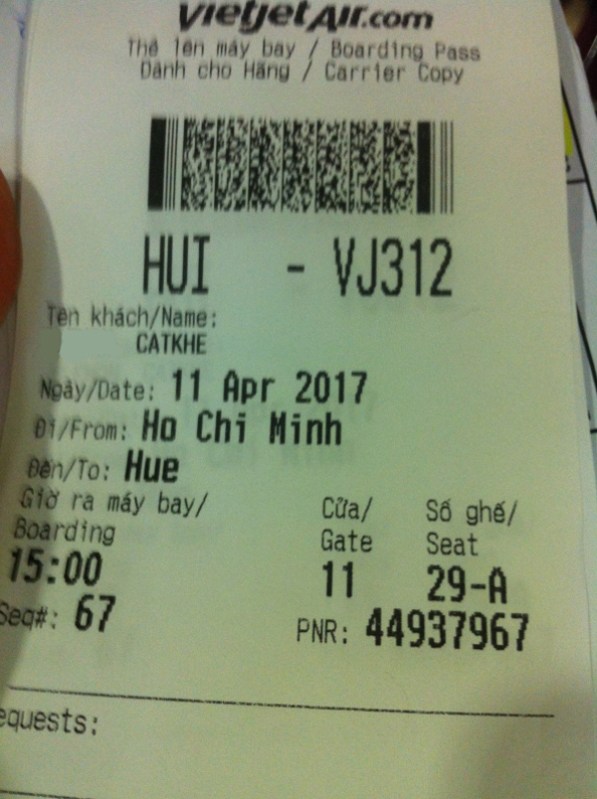 vietjetAir.com
Thẻ lên máy bay / Boarding Pass
Dành cho Hãng / Carrier Copy
HUI - VJ312
Tên khách/Name:
CATKHE
Ngày/Date: 11 Apr 2017
Đi/From: Ho Chi Minh
Đến/To: Hue
Giờ ra máy bay/ Cửa/ Số ghế/
Boarding Gate Seat
15:00 11 29-A
Seq#: 67 PNR: 44937967
equests: